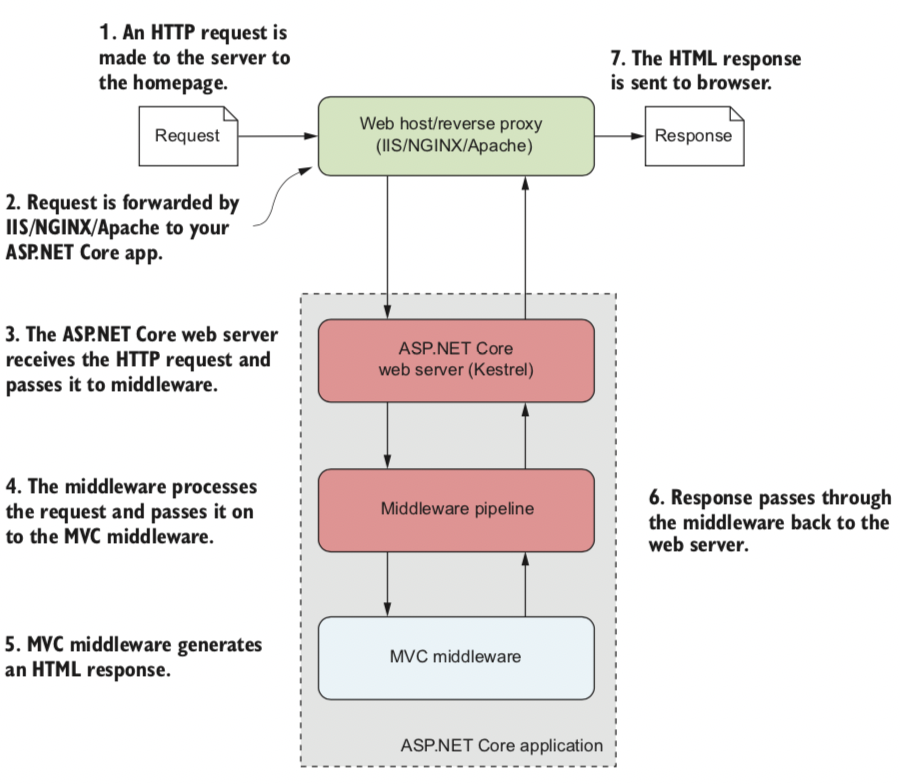 1. An HTTP request is
made to the server to
the homepage.
7. The HTML response
is sent to browser.
Request
Web host/reverse proxy
(IIS/NGINX/Apache)
Response
2. Request is forwarded by
IIS/NGINX/Apache to your
ASP.NET Core app.
3. The ASP.NET Core web server
receives the HTTP request and
passes it to middleware.
ASP.NET Core
web server (Kestrel)
4. The middleware processes
the request and passes it on
to the MVC middleware.
Middleware pipeline
6. Response passes through
the middleware back to the
web server.
5. MVC middleware generates
an HTML response.
MVC middleware
ASP.NET Core application